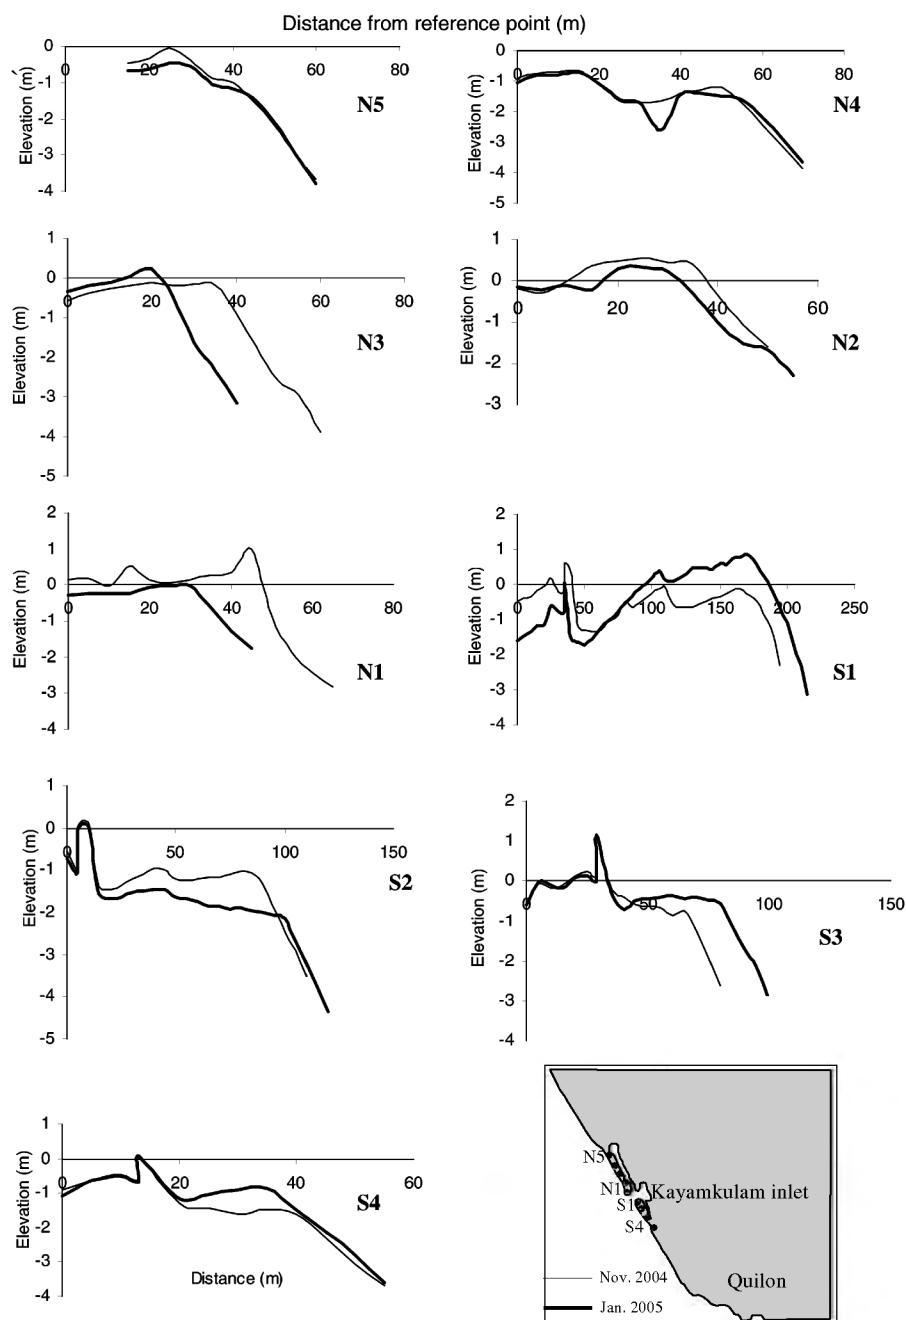 Distance from reference point (m)
0
0 20 40 60 80
-1
-2
-3
-4
Elevation (m)
N5
0
0 20 40 60 80
-1
-2
-3
-4
-5
Elevation (m)
N4
1
0
0 20 40 60 80
-1
-2
-3
-4
-5
Elevation (m)
N3
1
0
0 20 40 60
-1
-2
-3
Elevation (m)
N2
2
1
0
0 20 40 60 80
-1
-2
-3
-4
Elevation (m)
N1
2
1
0
0 50 100 150 200 250
-1
-2
-3
-4
Elevation (m)
S1
1
0
0 50 100 150
-1
-2
-3
-4
-5
Elevation (m)
S2
2
1
0
0 50 100 150
-1
-2
-3
-4
Elevation (m)
S3
1
0
0 20 40 60
-1
-2
-3
-4
Elevation (m)
S4
Distance (m)
N5
N1
Kayamkulam inlet
S1
S4
Nov. 2004
Quilon
Jan. 2005